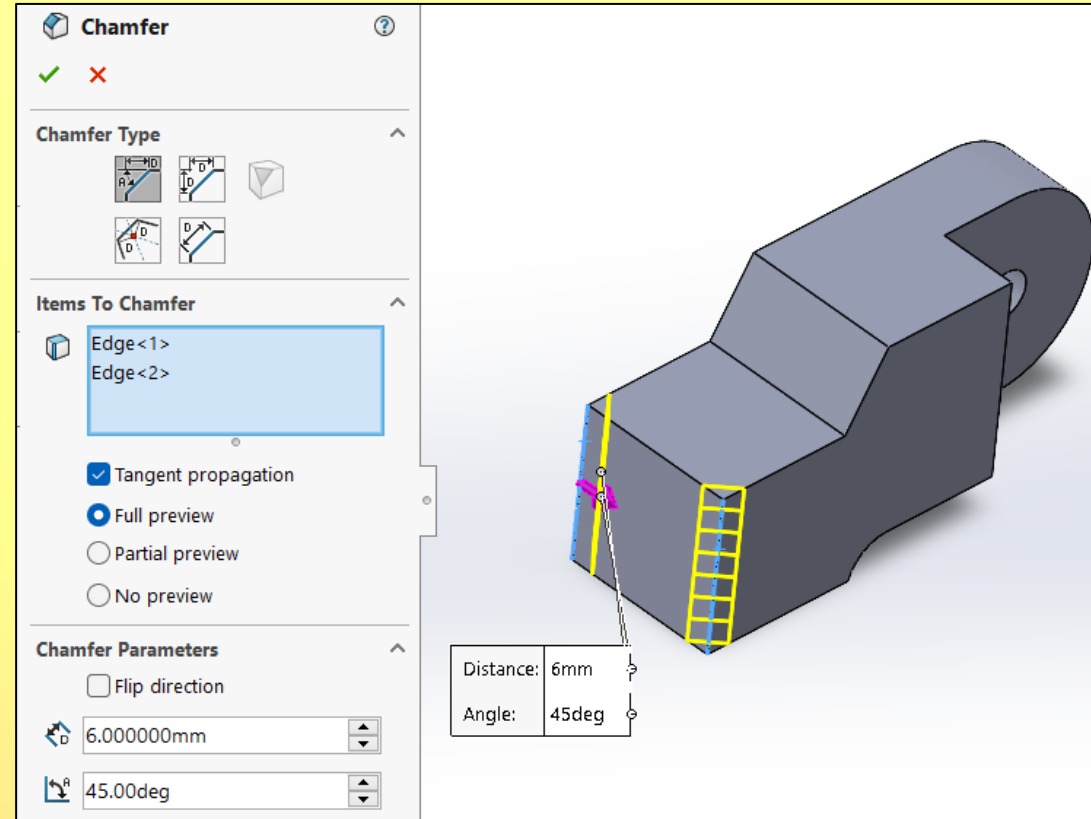 Chamfer
Chamfer Type
Items To Chamfer
Edge<1>
Edge<2>
Tangent propagation
Full preview
Partial preview
No preview
Chamfer Parameters
Flip direction
6.000000mm
45.00deg
Distance: 6mm
Angle: 45deg